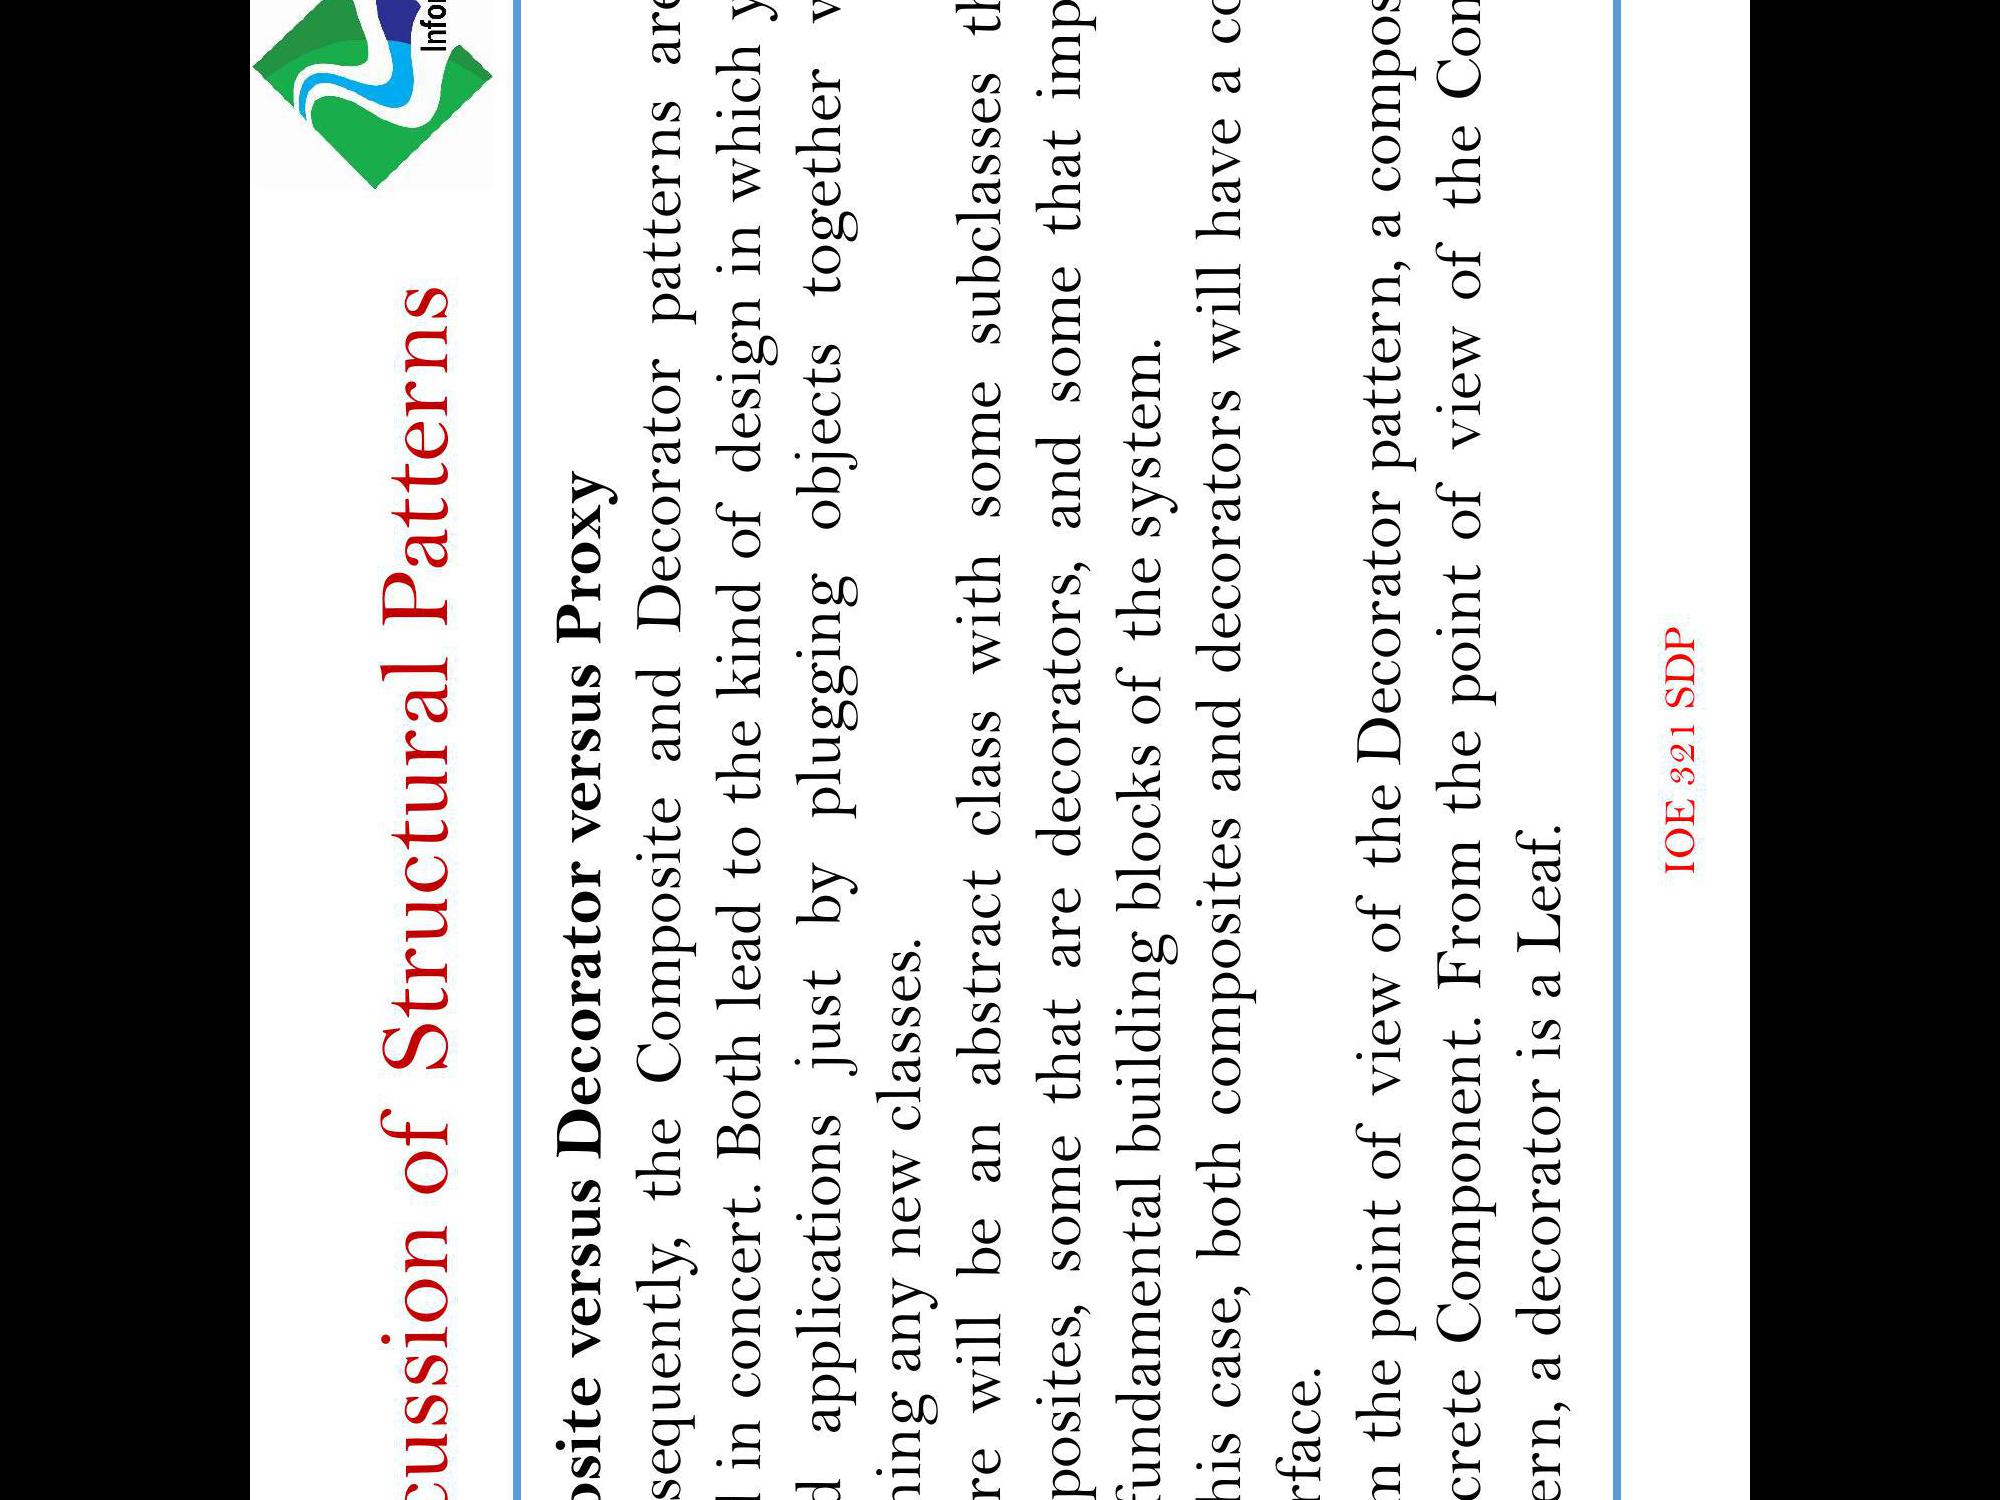 cussion of Structural Patterns
Infor
osite versus Decorator versus Proxy
sequently, the Composite and Decorator patterns are
l in concert. Both lead to the kind of design in which y
d applications just by plugging objects together w
ning any new classes.
re will be an abstract class with some subclasses th
posites, some that are decorators, and some that imp
fundamental building blocks of the system.
his case, both composites and decorators will have a co
rface.
m the point of view of the Decorator pattern, a compos
crete Component. From the point of view of the Com
ern, a decorator is a Leaf.
IOE 321 SDP